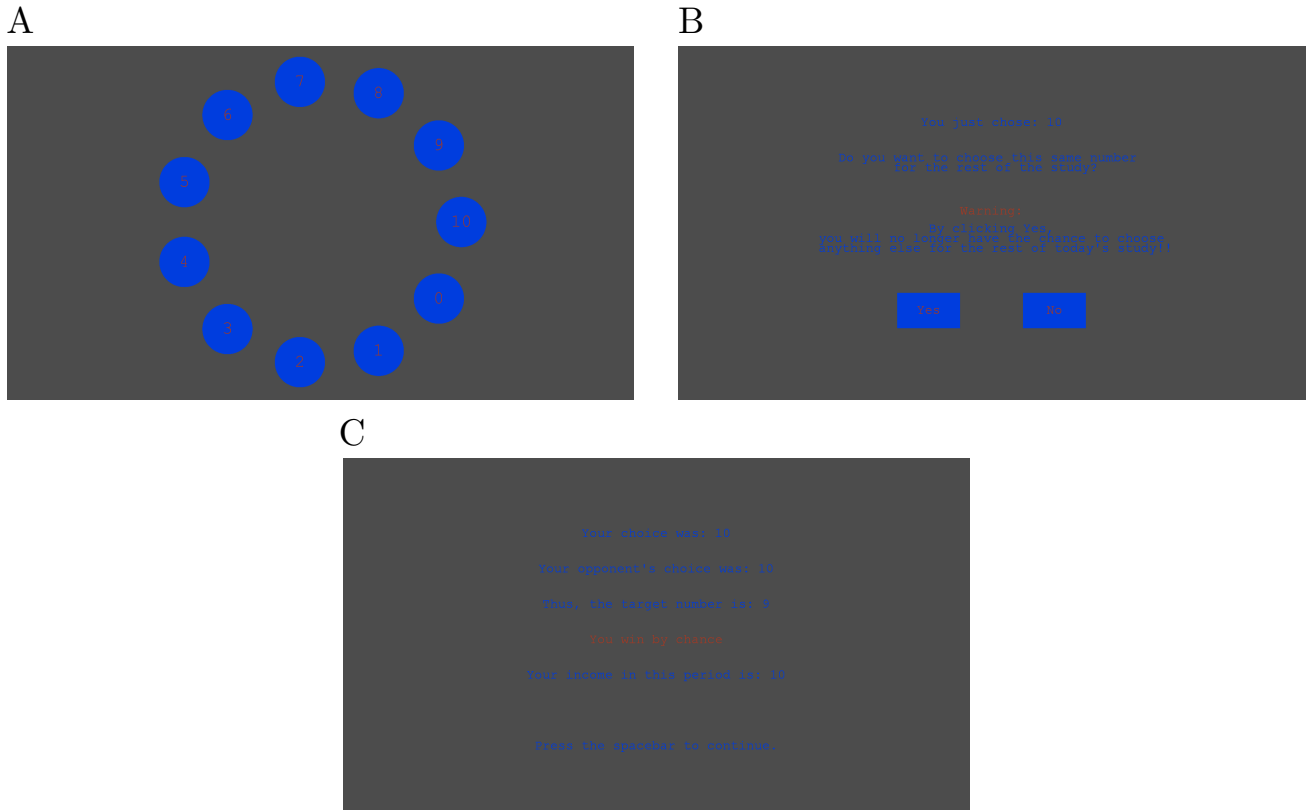 A
7
8
6
9
5
10
4
0
3
1
2
B
You just chose: 10
Do you want to choose this same number
for the rest of the study?
Warning:
By clicking Yes,
you will no longer have the chance to choose
anything else for the rest of today's study!!
Yes No
C
Your choice was: 10
Your opponent's choice was: 10
Thus, the target number is: 9
You win by chance
Your income in this period is: 10
Press the spacebar to continue.